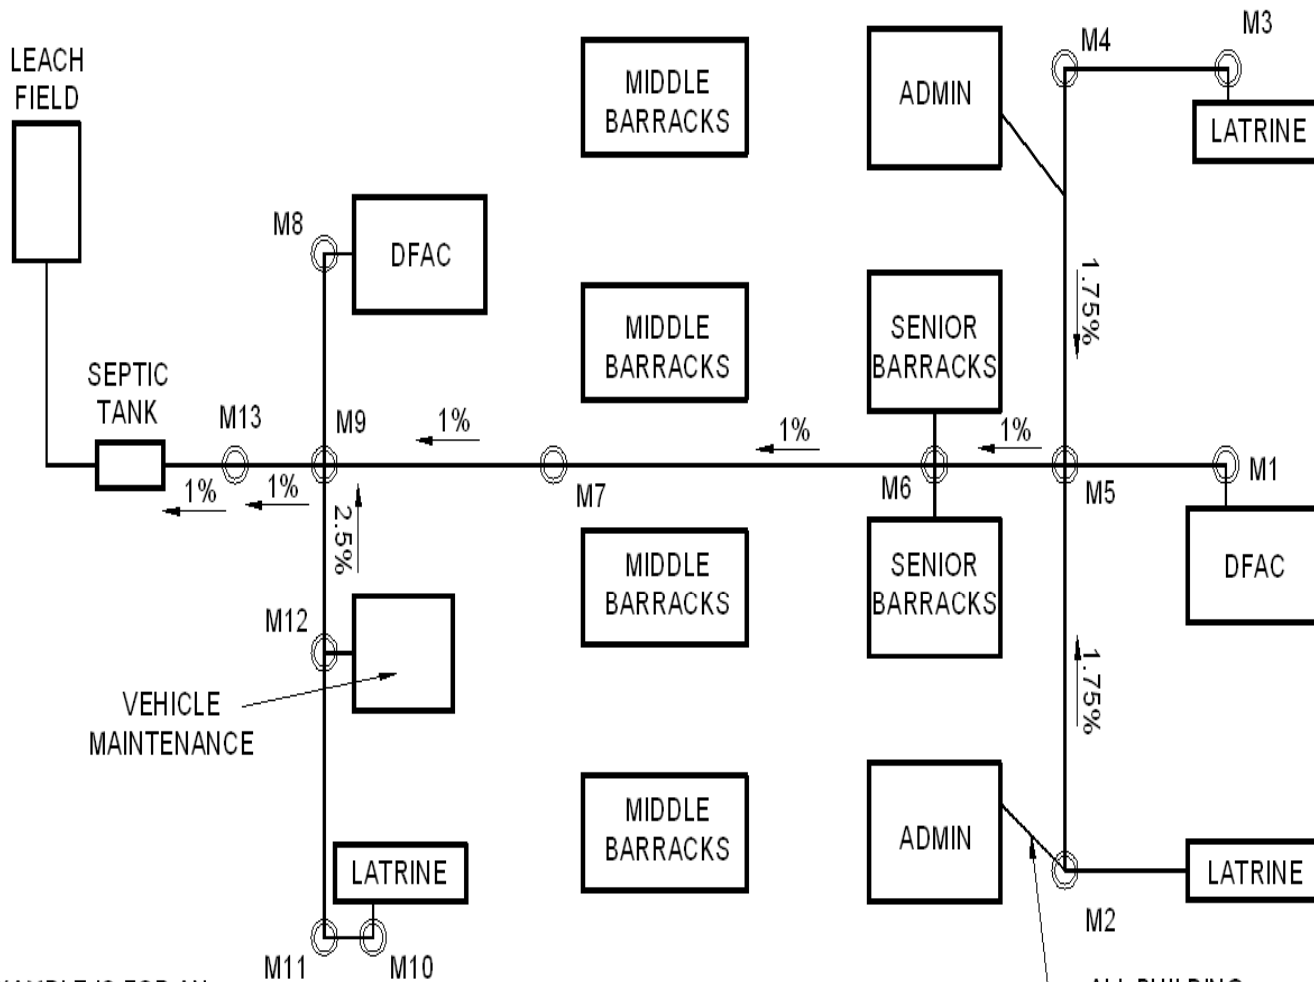 M3
M4
LEACH
FIELD
MIDDLE
BARRACKS
ADMIN
LATRINE
M8
DFAC
1.75%
MIDDLE
BARRACKS
SENIOR
BARRACKS
SEPTIC
TANK
M13
M9
1%
1%
1%
M1
M7
M6
M5
1%
1%
2.5%
MIDDLE
BARRACKS
SENIOR
BARRACKS
DFAC
M12
1.75%
VEHICLE
MAINTENANCE
MIDDLE
BARRACKS
ADMIN
LATRINE
LATRINE
M2
M11
M10
ALL BUILDING